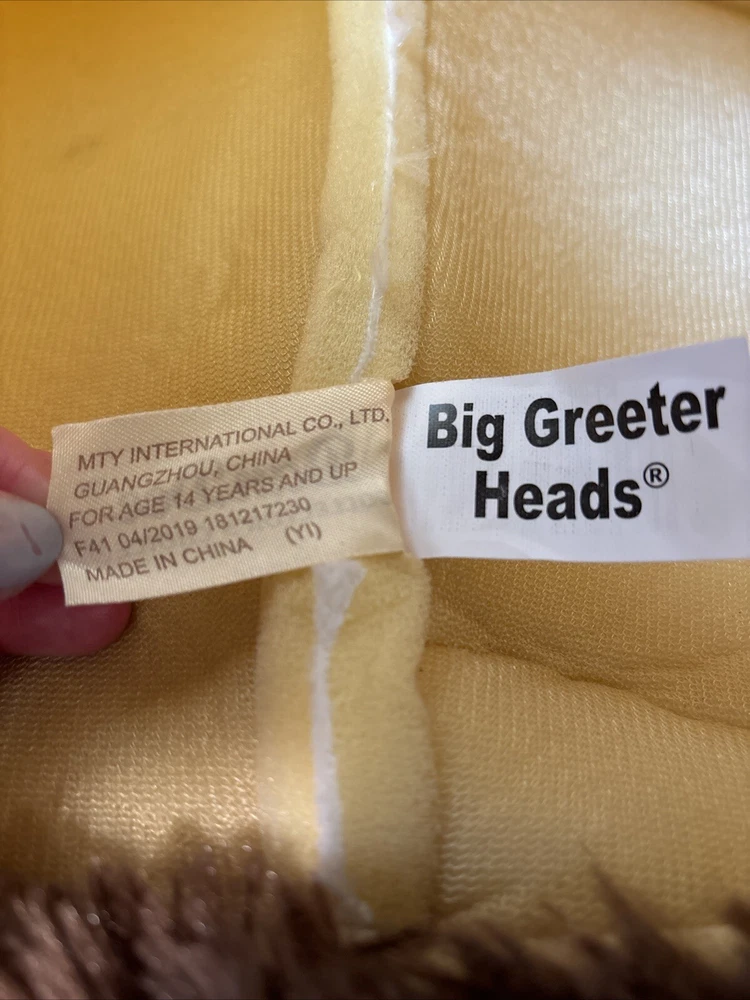 MTY INTERNATIONAL CO., LTD.
GUANGZHOU, CHINA
FOR AGE 14 YEARS AND UP
F41 04/2019 181217230
MADE IN CHINA (YI)
Big Greeter
Heads®